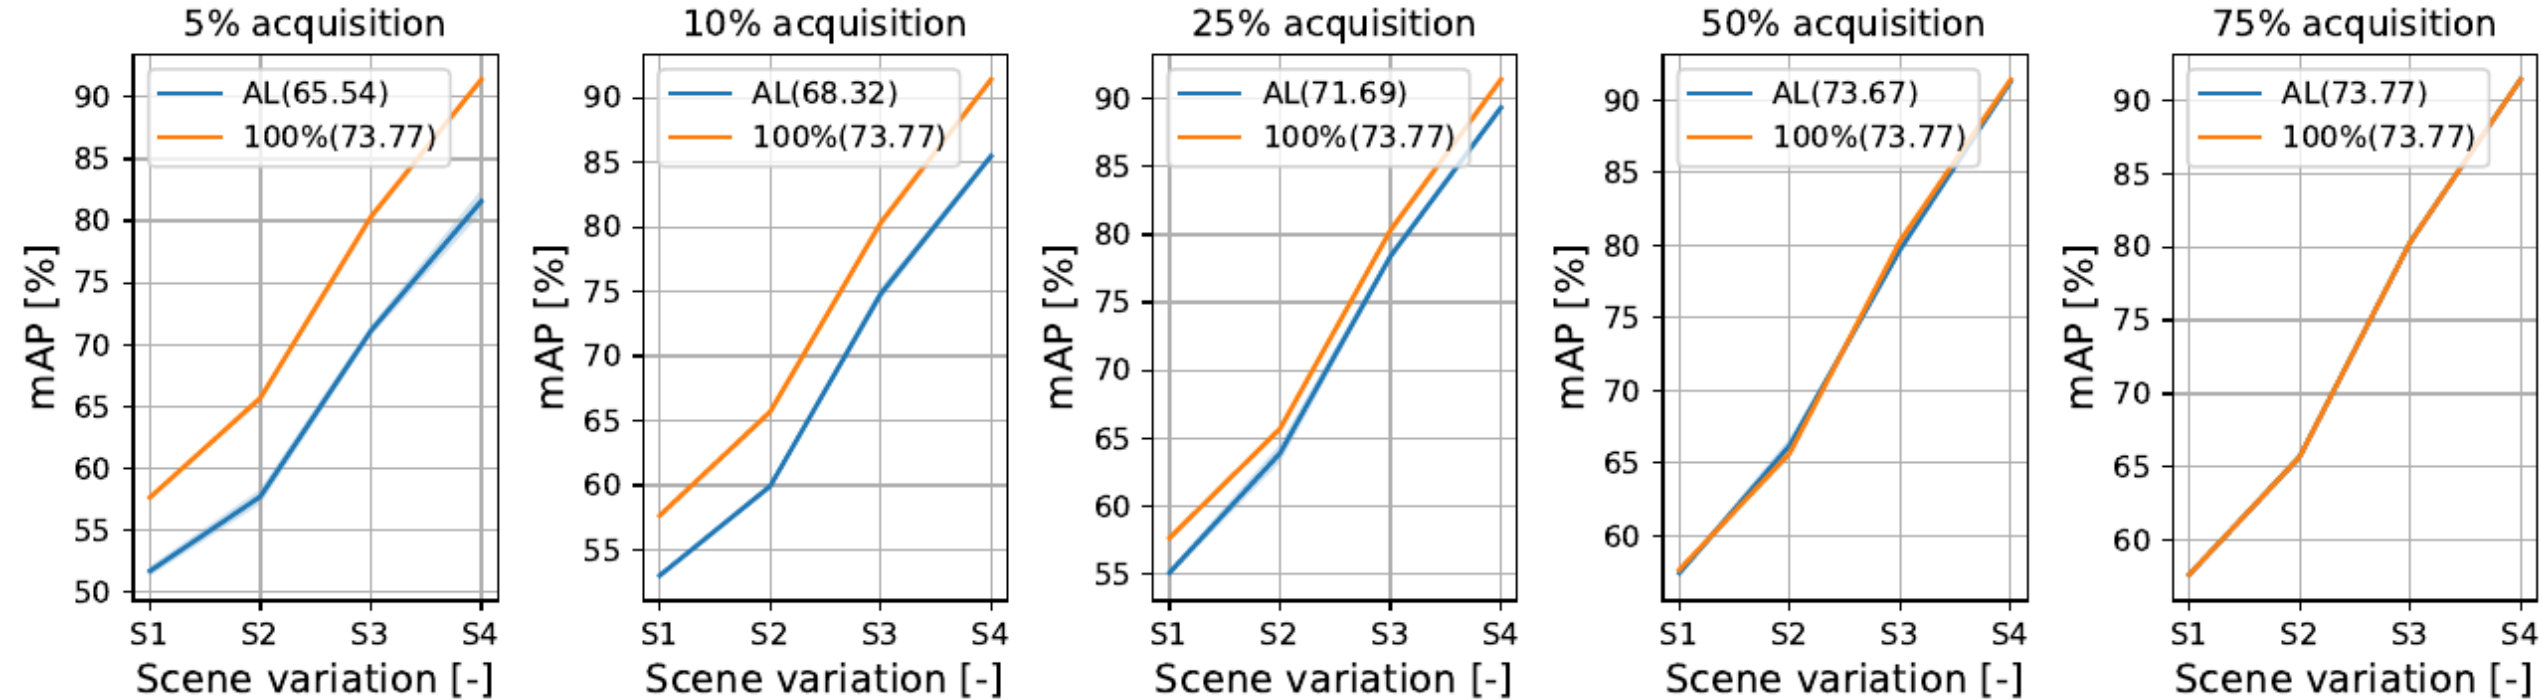 5% acquisition
AL(65.54)
100%(73.77)
90
85
80
75
70
65
60
55
50
mAP [%]
S1 S2 S3 S4
Scene variation [-]
10% acquisition
AL(68.32)
100%(73.77)
90
85
80
75
70
65
60
55
mAP [%]
S1 S2 S3 S4
Scene variation [-]
25% acquisition
AL(71.69)
100%(73.77)
90
85
80
75
70
65
60
55
mAP [%]
S1 S2 S3 S4
Scene variation [-]
50% acquisition
AL(73.67)
100%(73.77)
90
85
80
75
70
65
60
mAP [%]
S1 S2 S3 S4
Scene variation [-]
75% acquisition
AL(73.77)
100%(73.77)
90
85
80
75
70
65
60
mAP [%]
S1 S2 S3 S4
Scene variation [-]